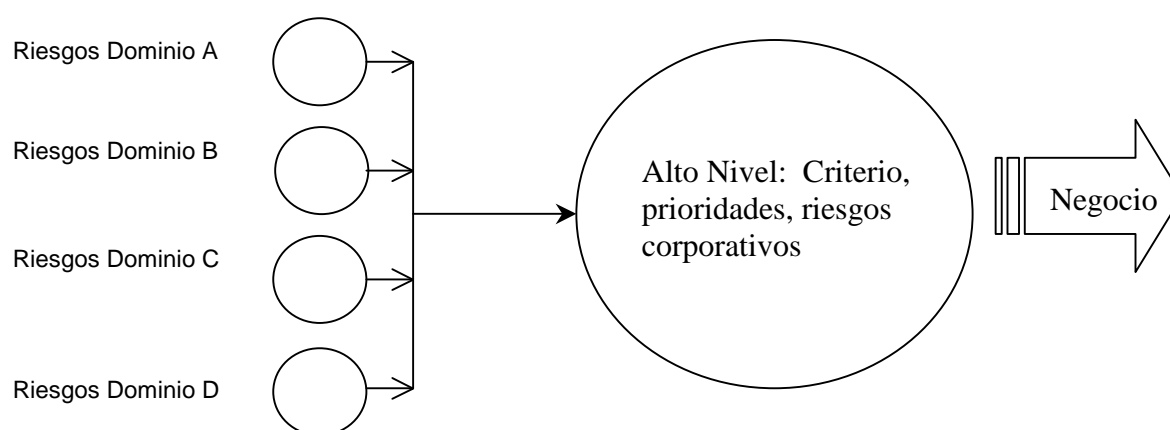 Riesgos Dominio A
Riesgos Dominio B
Riesgos Dominio C
Riesgos Dominio D
Alto Nivel:  Criterio,
prioridades, riesgos
corporativos
Negocio